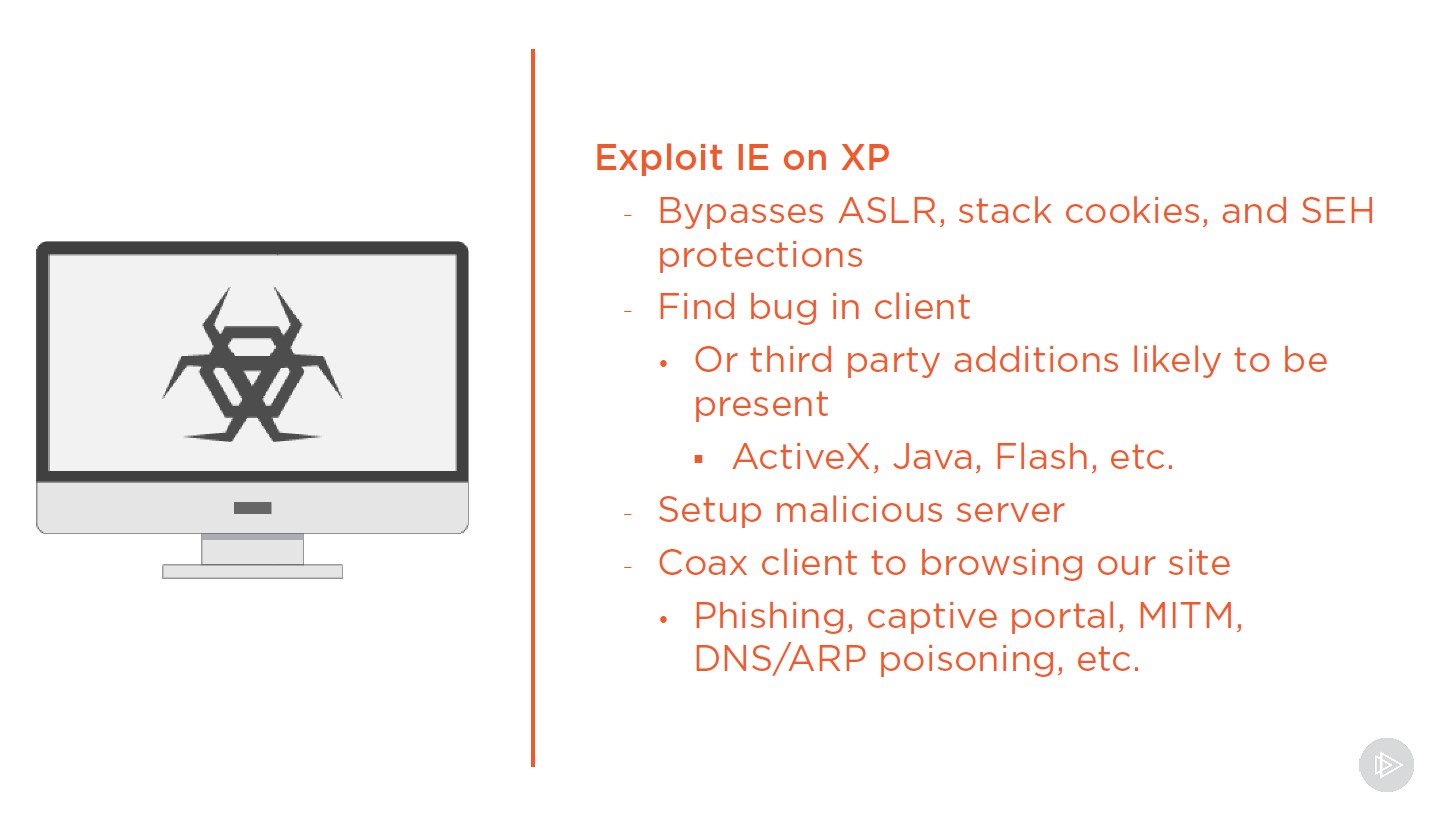 Exploit IE on XP
- Bypasses ASLR, stack cookies, and SEH
protections
- Find bug in client
• Or third party additions likely to be
present
▪ ActiveX, Java, Flash, etc.
- Setup malicious server
- Coax client to browsing our site
• Phishing, captive portal, MITM,
DNS/ARP poisoning, etc.